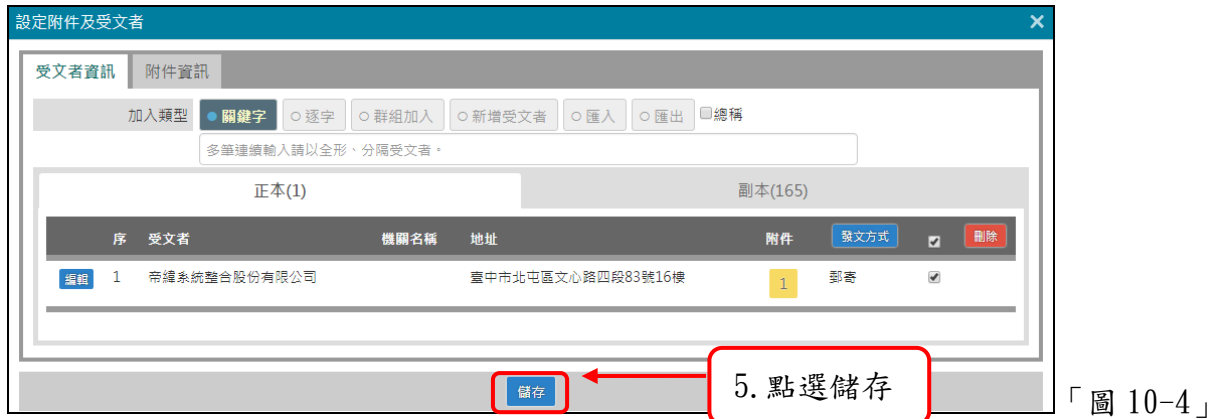 設定附件及受文者 ×
受文者資訊 附件資訊
加入類型 關鍵字 逐字 群組加入 新增受文者 匯入 匯出 總稱
多筆連續輸入請以全形、分隔受文者。
正本(1) 副本(165)
序 受文者 機關名稱 地址 附件 發文方式 刪除
編輯 1 帝緯系統整合股份有限公司 臺中市北屯區文心路四段83號16樓 1 郵寄
儲存 5.點選儲存
「圖 10-4」